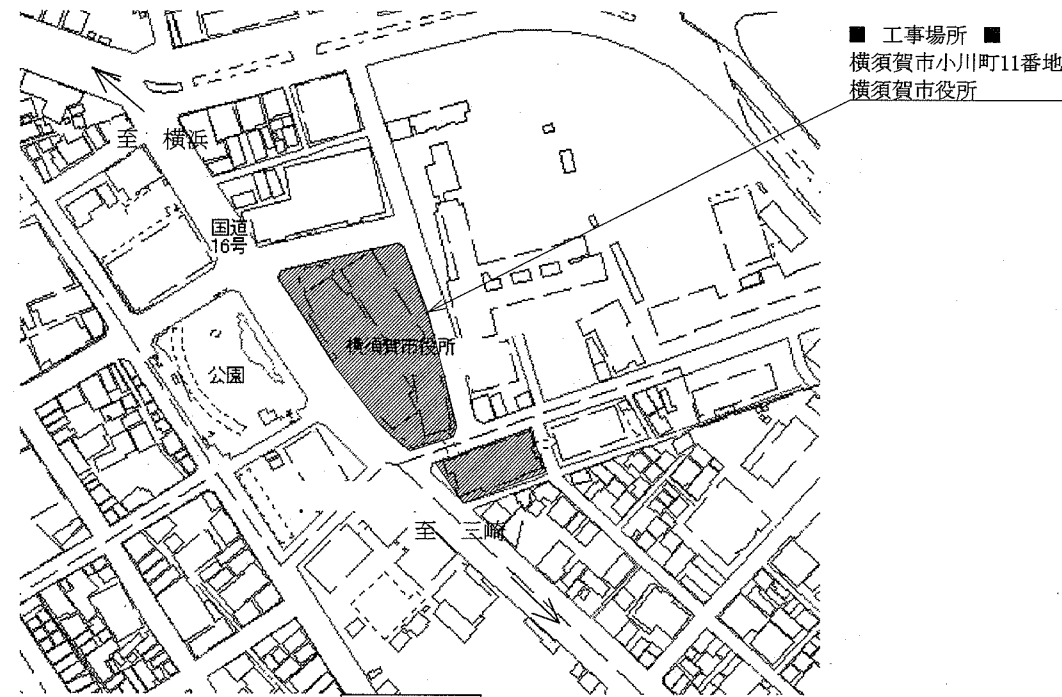 ■ 工事場所 ■
横須賀市小川町11番地
横須賀市役所
至 横浜
国道
16号
横須賀市役所
公園
至 三崎